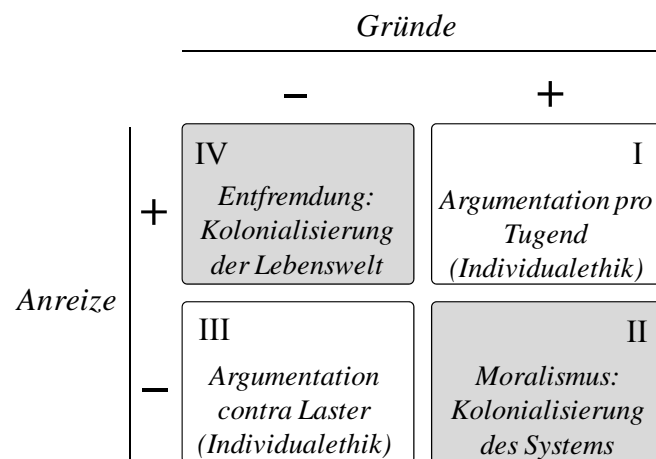 Gründe
– +
IV
Entfremdung:
Kolonialisierung
der Lebenswelt
I
Argumentation pro
Tugend
(Individualethik)
+
Anreize
III
Argumentation
contra Laster
(Individualethik)
II
Moralismus:
Kolonialisierung
des Systems
–